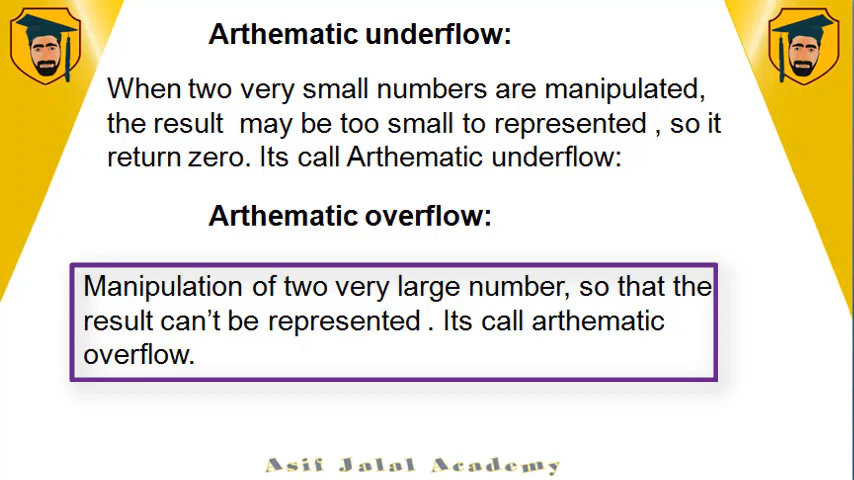 Arthematic underflow:
When two very small numbers are manipulated,
the result may be too small to represented , so it
return zero. Its call Arthematic underflow:
Arthematic overflow:
Manipulation of two very large number, so that the
result can't be represented . Its call arthematic
overflow.
Asif Jalal Academy